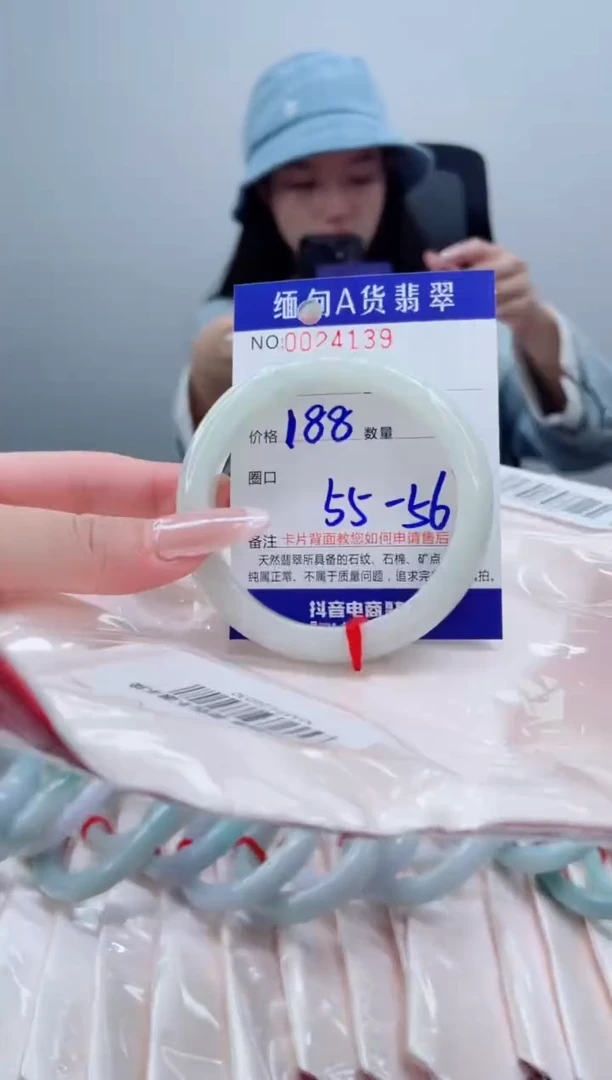 缅甸A货翡翠
NO:0024139
价格 188 数量
圈口
55-56
备注 卡片背面教您如何申请售后
天然翡翠所具备的石纹、石棉、矿点
纯属正常、不属于质量问题，追求完
拍。
抖音电商